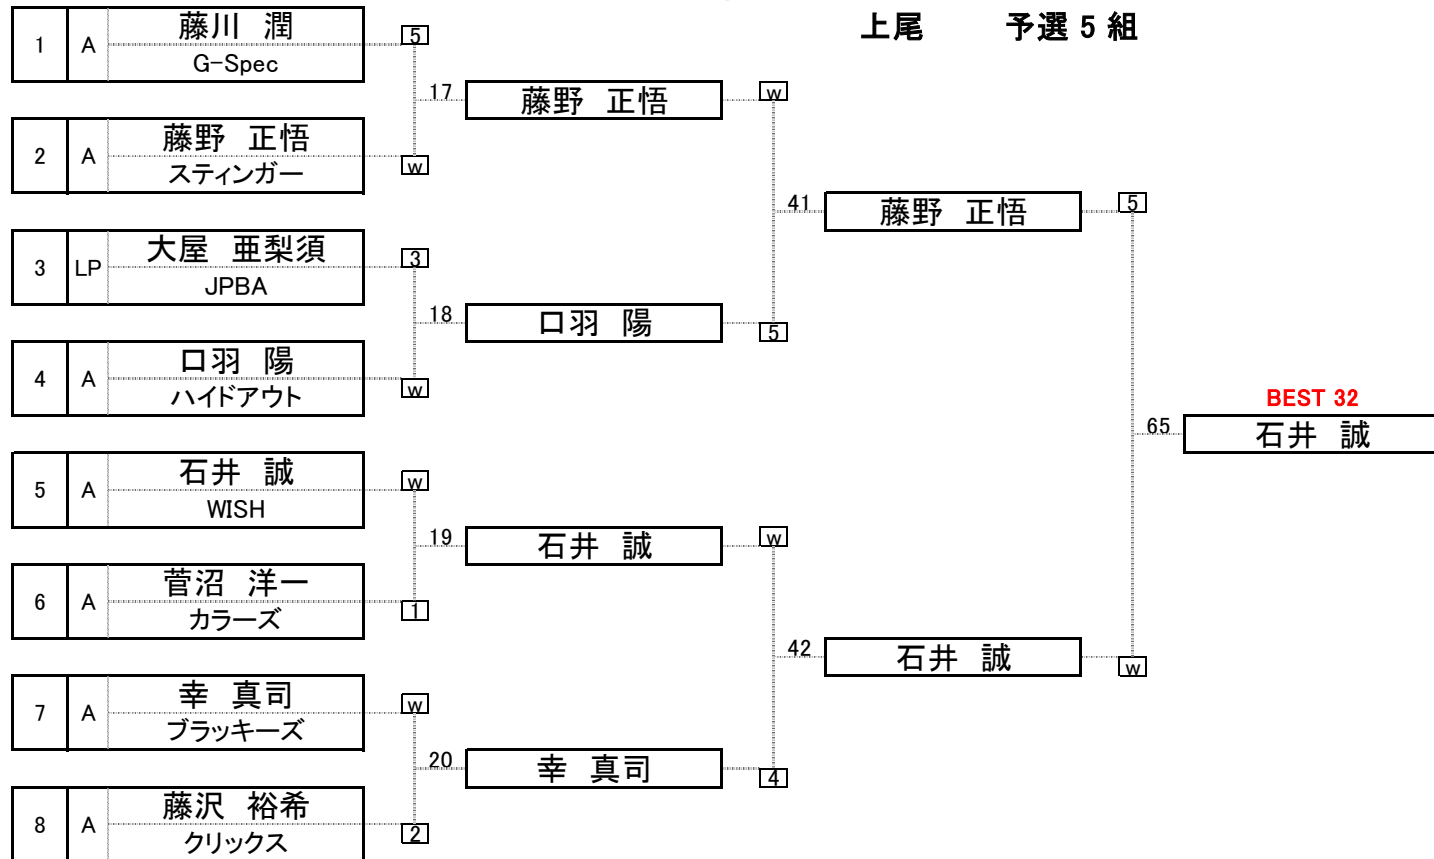 上尾 予選 5 組
1 A 藤川 潤 5
G-Spec
17 藤野 正悟 w
2 A 藤野 正悟
スティンガー w
41 藤野 正悟 5
3 LP 大屋 亜梨須 3
JPBA
18 口羽 陽 5
4 A 口羽 陽
ハイドアウト w
BEST 32
65 石井 誠
5 A 石井 誠 w
WISH
19 石井 誠 w
6 A 菅沼 洋一
カラーズ 1
42 石井 誠 w
7 A 幸 真司 w
ブラッキーズ
20 幸 真司 4
8 A 藤沢 裕希
クリックス 2